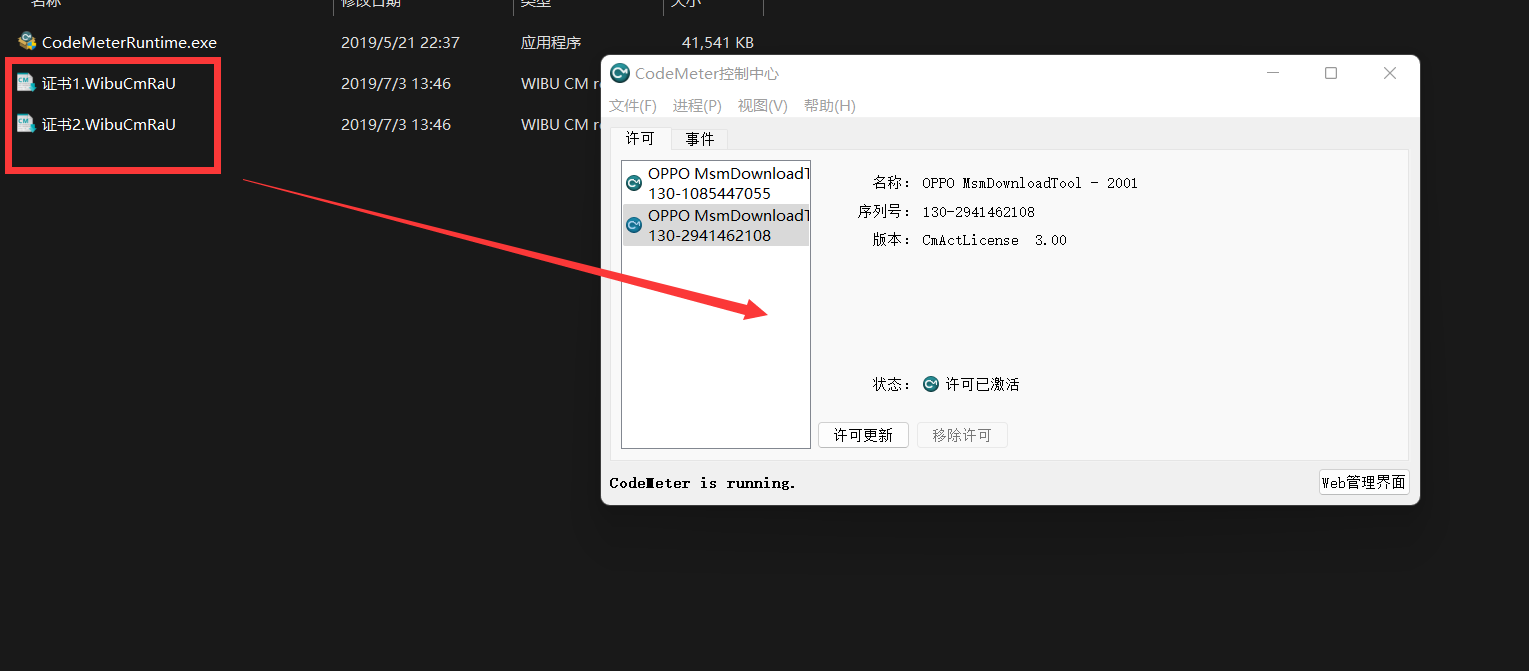 名称 修改日期 类型 大小
CodeMeterRuntime.exe 2019/5/21 22:37 应用程序 41,541 KB
证书1.WibuCmRaU 2019/7/3 13:46 WIBU CM r
证书2.WibuCmRaU 2019/7/3 13:46 WIBU CM r
CodeMeter控制中心
文件(F) 进程(P) 视图(V) 帮助(H)
许可 事件
OPPO MsmDownloadT
130-1085447055
OPPO MsmDownloadT
130-2941462108
名称: OPPO MsmDownloadTool - 2001
序列号: 130-2941462108
版本: CmActLicense 3.00
状态: 许可已激活
许可更新 移除许可
CodeMeter is running.
Web管理界面